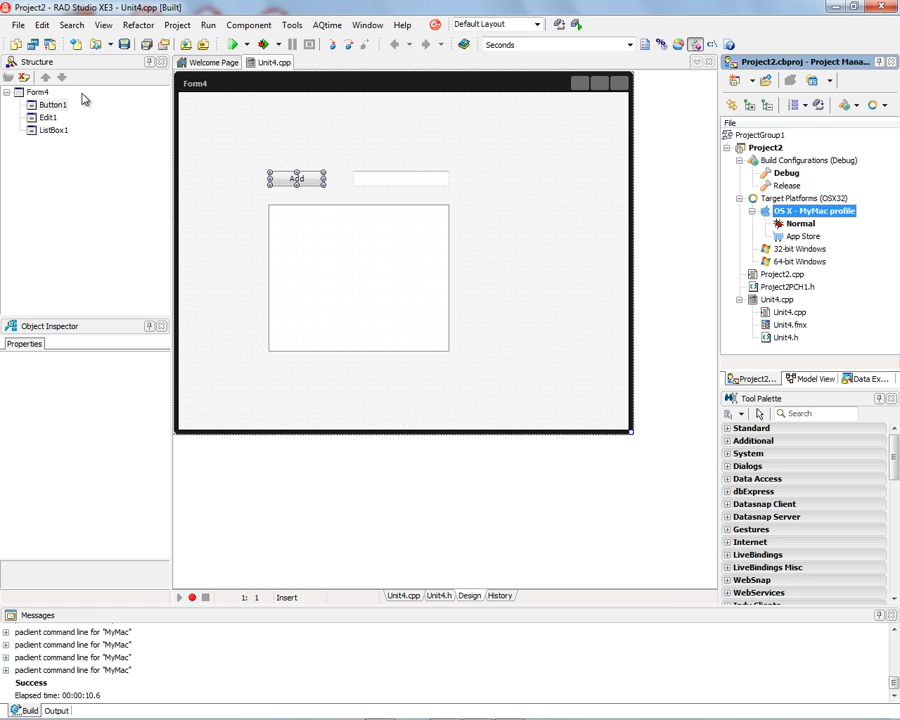 Project2 - RAD Studio XE3 - Unit4.cpp [Built]
File Edit Search View Refactor Project Run Component Tools AQtime Window Help Default Layout
Seconds
Structure
Welcome Page Unit4.cpp
Project2.cbproj - Project Mana...
Form4
Button1
Edit1
ListBox1
Form4
Add
File
ProjectGroup1
Project2
Build Configurations (Debug)
Debug
Release
Target Platforms (OSX32)
OS X - MyMac profile
Normal
App Store
32-bit Windows
64-bit Windows
Project2.cpp
Project2PCH1.h
Unit4.cpp
Unit4.cpp
Unit4.fmx
Unit4.h
Object Inspector
Properties
Project2... Model View Data Ex...
Tool Palette
Search
Standard
Additional
System
Dialogs
Data Access
dbExpress
Datasnap Client
Datasnap Server
Gestures
Internet
LiveBindings
LiveBindings Misc
WebSnap
WebServices
1: 1 Insert Unit4.cpp Unit4.h Design History
Messages
paclient command line for "MyMac"
paclient command line for "MyMac"
paclient command line for "MyMac"
paclient command line for "MyMac"
Success
Elapsed time: 00:00:10.6
Build Output